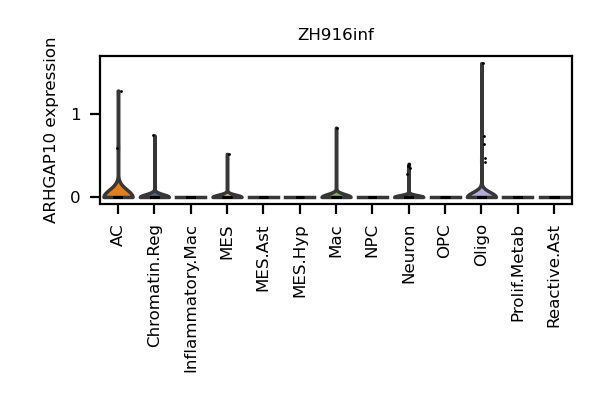 ZH916inf
ARHGAP10 expression
1
0
AC
Chromatin.Reg
Inflammatory.Mac
MES
MES.Ast
MES.Hyp
Mac
NPC
Neuron
OPC
Oligo
Prolif.Metab
Reactive.Ast